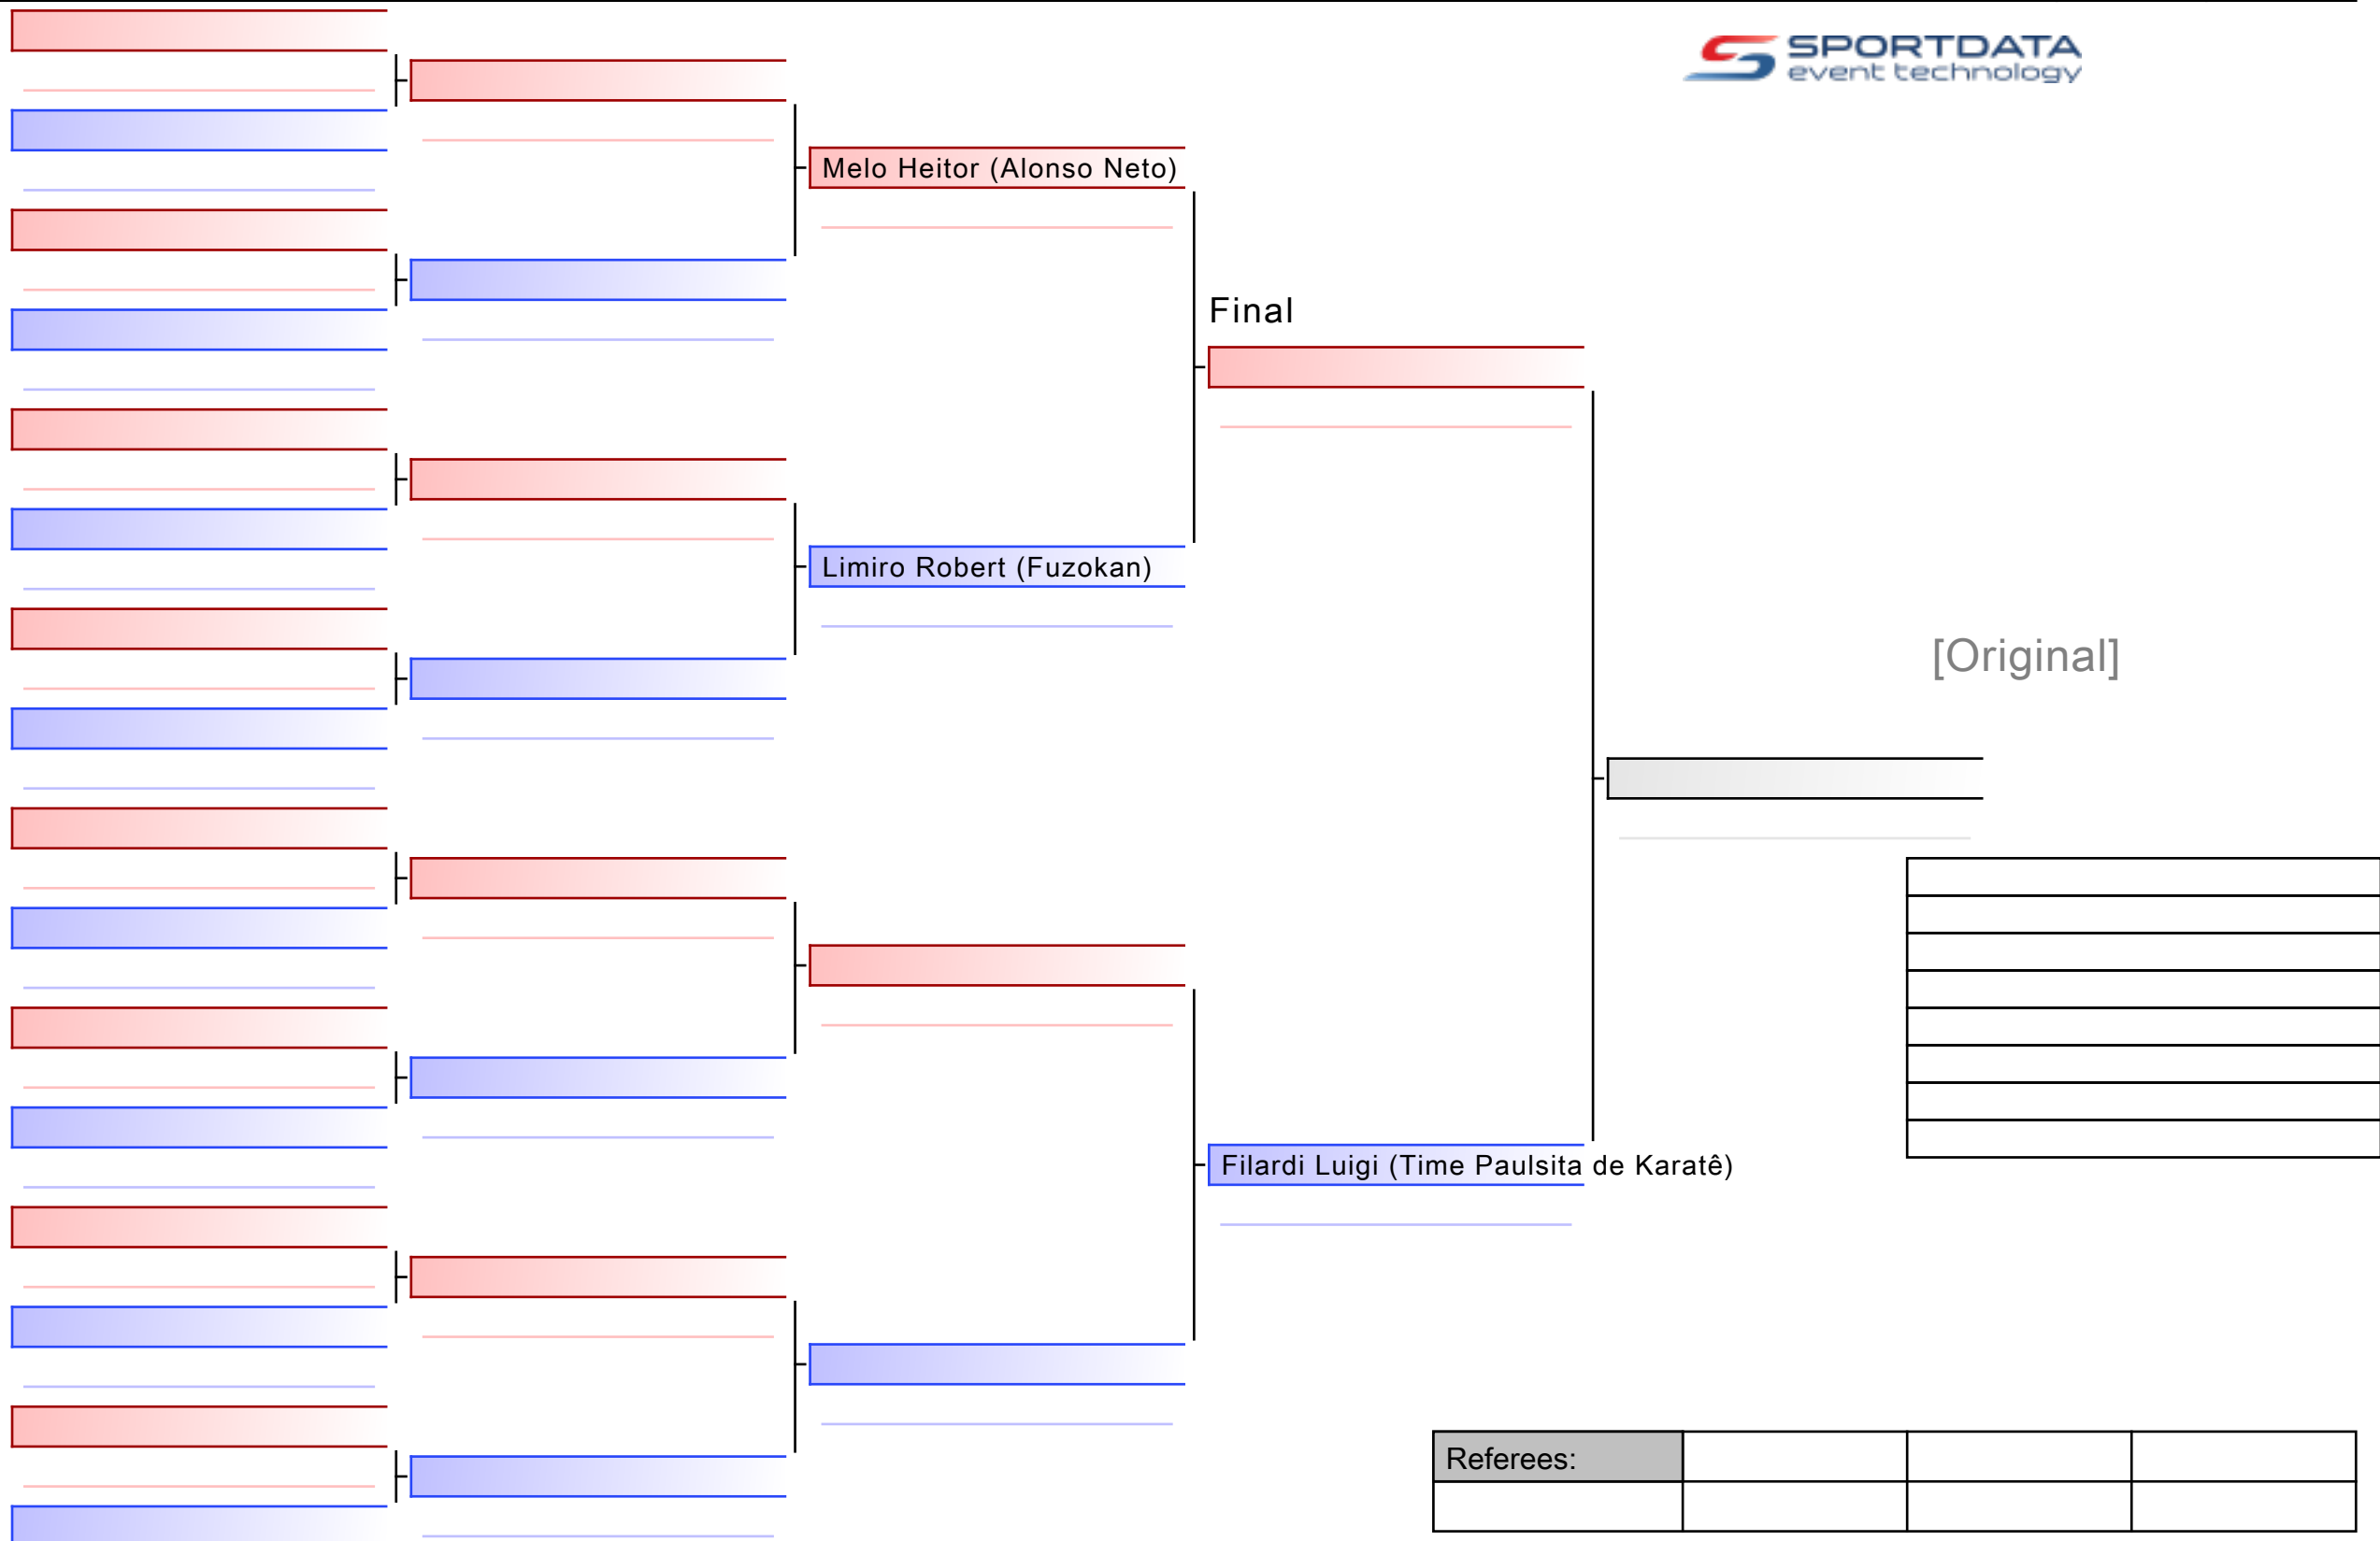 SPORTDATA
event technology
Melo Heitor (Alonso Neto)
Final
Limiro Robert (Fuzokan)
[Original]
Filardi Luigi (Time Paulsita de Karatê)
Referees: